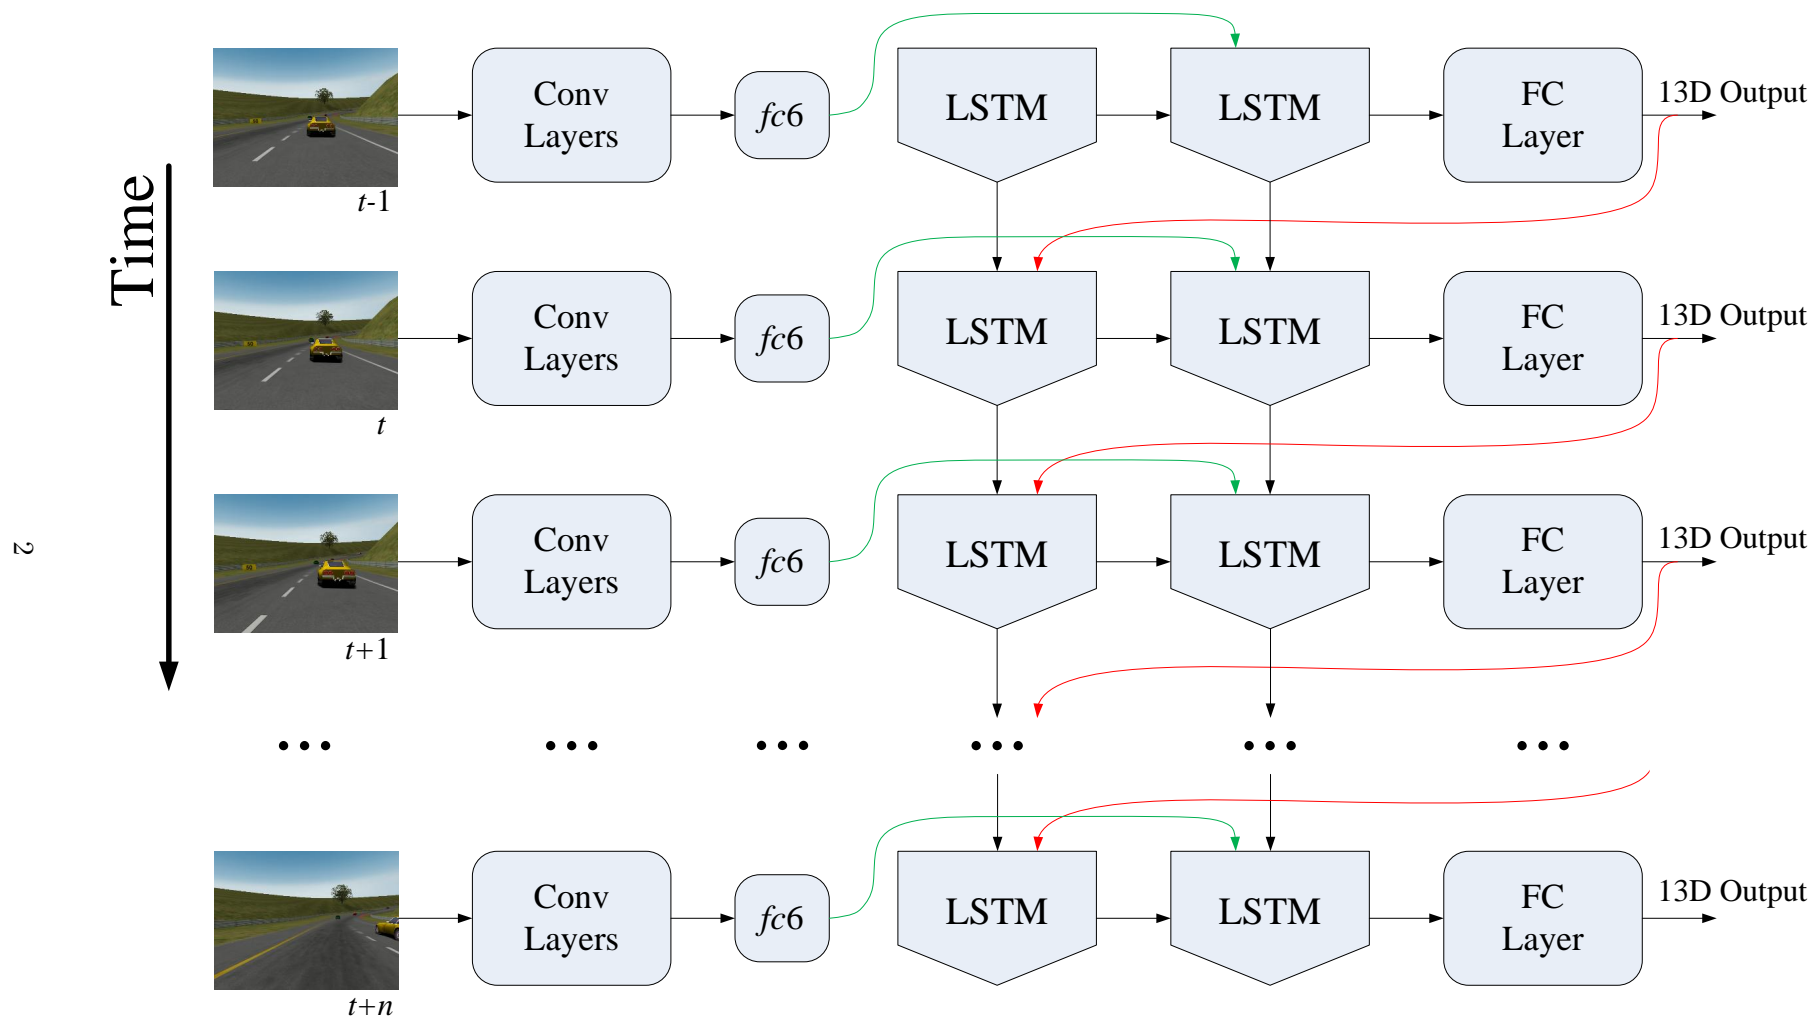 Conv
Layers
fc6
LSTM
LSTM
FC
Layer
13D Output
t-1
Time
Conv
Layers
fc6
LSTM
LSTM
FC
Layer
13D Output
t
Conv
Layers
fc6
LSTM
LSTM
FC
Layer
13D Output
t+1
2
... ... ... ... ... ...
Conv
Layers
fc6
LSTM
LSTM
FC
Layer
13D Output
t+n